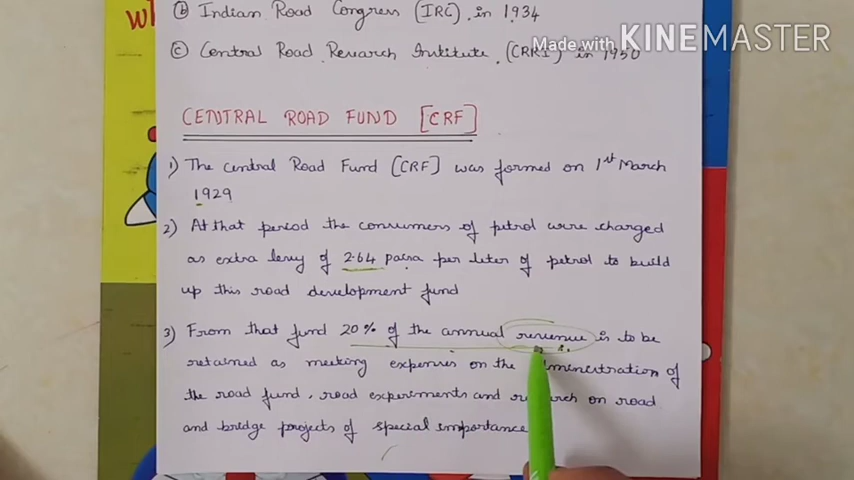 ⓑ Indian Road Congress (IRC) in 1934
Made with KINEMASTER
ⓒ Central Road Research Institute (CRRI) in 1950
CENTRAL ROAD FUND [CRF]
1) The central Road Fund [CRF] was formed on 1st March
1929
2) At that period the consumers of petrol were charged
as extra levy of 2.64 paisa per liter of petrol to build
up this road development fund
3) From that fund 20% of the annual revenue is to be
retained as meeting expenses on the
the road fund, road experiments and on road
and bridge projects of special importance